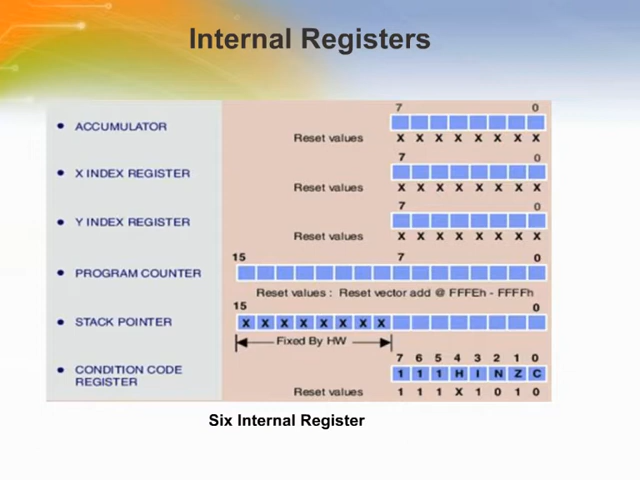 Internal Registers
7 0
• ACCUMULATOR
Reset values X X X X X X X X
7 0
• X INDEX REGISTER
Reset values X X X X X X X X
7 0
• Y INDEX REGISTER
Reset values X X X X X X X X
15 7 0
• PROGRAM COUNTER
Reset values : Reset vector add @ FFFEh - FFFFh
15 0
• STACK POINTER X X X X X X X X
Fixed By HW
7 6 5 4 3 2 1 0
• CONDITION CODE
REGISTER
1 1 1 H I N Z C
Reset values 1 1 1 X 1 0 1 0
Six Internal Register